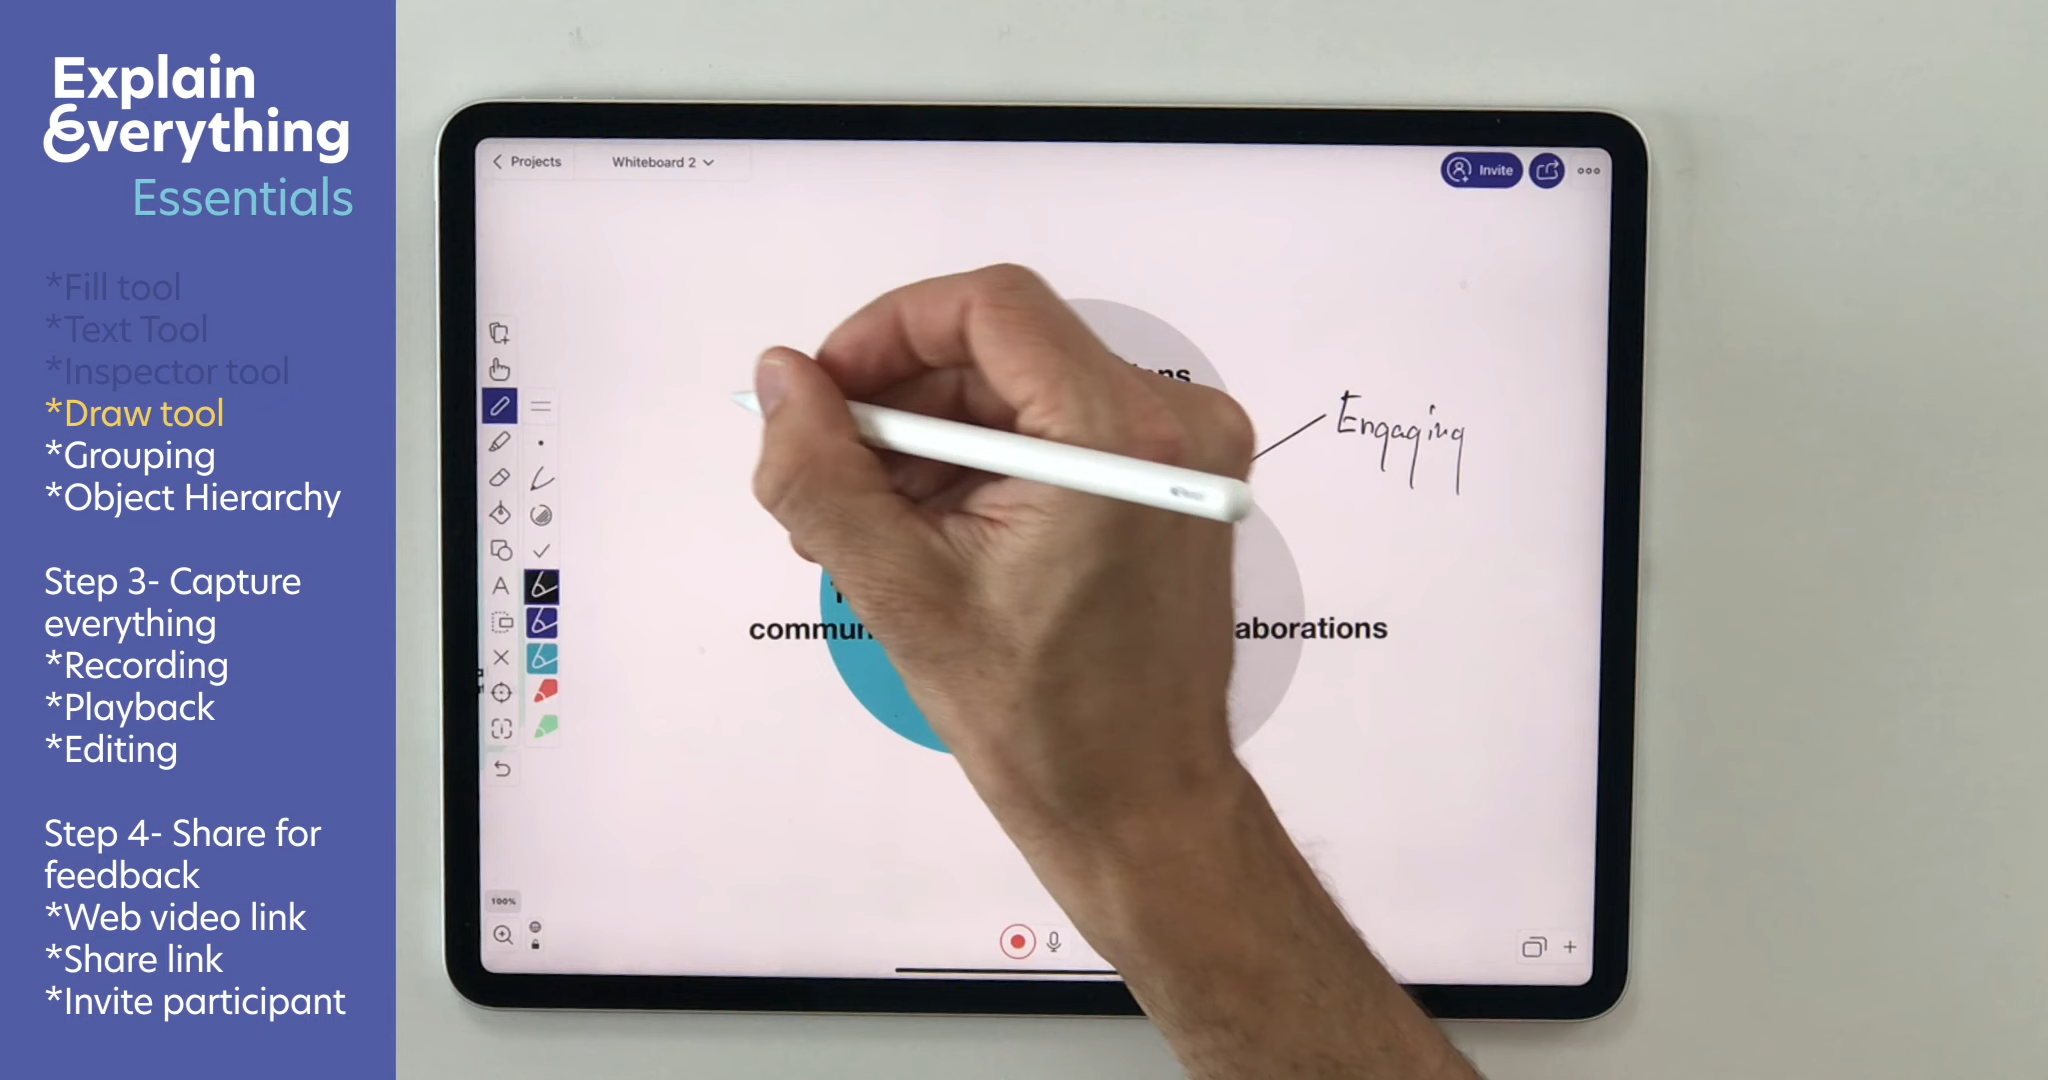 Explain
Everything
Essentials
*Fill tool
*Text Tool
*Inspector tool
*Draw tool
*Grouping
*Object Hierarchy
Step 3- Capture
everything
*Recording
*Playback
*Editing
Step 4- Share for
feedback
*Web video link
*Share link
*Invite participant
Projects
Whiteboard 2
Invite
ons
Engaging
commun
aborations
A
100%